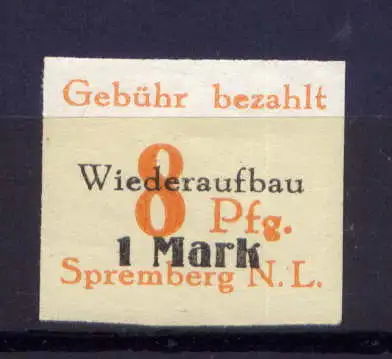 Gebühr bezahlt
Wiederaufbau
8 Pfg.
1 Mark
Spremberg N. L.